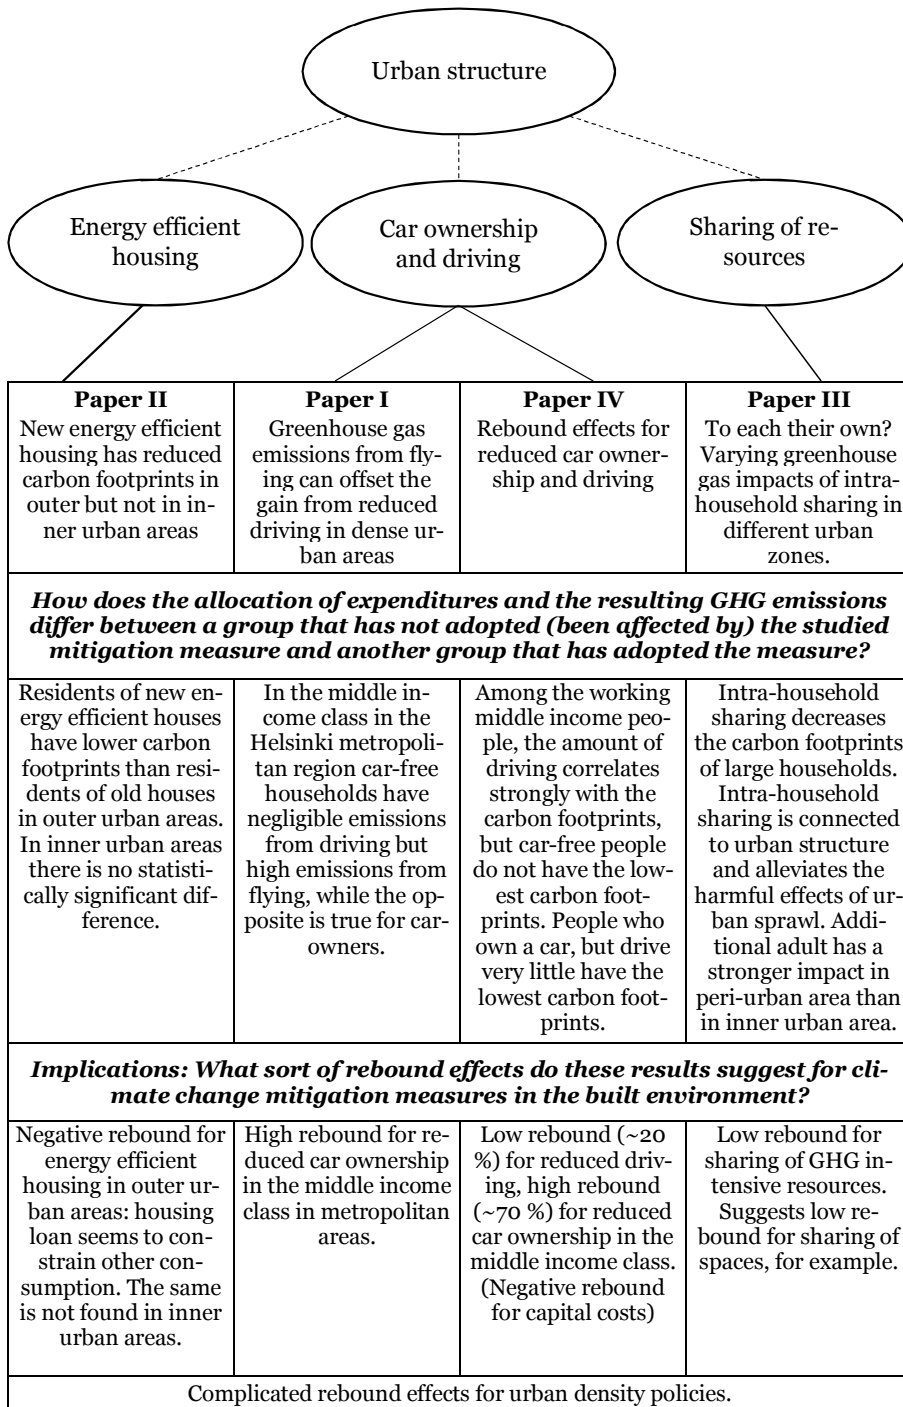 Urban structure
Energy efficient
housing
Car ownership
and driving
Sharing of re-
sources
Paper II
New energy efficient
housing has reduced
carbon footprints in
outer but not in in-
ner urban areas
Paper I
Greenhouse gas
emissions from fly-
ing can offset the
gain from reduced
driving in dense ur-
ban areas
Paper IV
Rebound effects for
reduced car owner-
ship and driving
Paper III
To each their own?
Varying greenhouse
gas impacts of intra-
household sharing in
different urban
zones.
How does the allocation of expenditures and the resulting GHG emissions
differ between a group that has not adopted (been affected by) the studied
mitigation measure and another group that has adopted the measure?
Residents of new en-
ergy efficient houses
have lower carbon
footprints than resi-
dents of old houses
in outer urban areas.
In inner urban areas
there is no statisti-
cally significant dif-
ference.
In the middle in-
come class in the
Helsinki metropoli-
tan region car-free
households have
negligible emissions
from driving but
high emissions from
flying, while the op-
posite is true for car-
owners.
Among the working
middle income peo-
ple, the amount of
driving correlates
strongly with the
carbon footprints,
but car-free people
do not have the low-
est carbon foot-
prints. People who
own a car, but drive
very little have the
lowest carbon foot-
prints.
Intra-household
sharing decreases
the carbon footprints
of large households.
Intra-household
sharing is connected
to urban structure
and alleviates the
harmful effects of ur-
ban sprawl. Addi-
tional adult has a
stronger impact in
peri-urban area than
in inner urban area.
Implications: What sort of rebound effects do these results suggest for cli-
mate change mitigation measures in the built environment?
Negative rebound for
energy efficient
housing in outer ur-
ban areas: housing
loan seems to con-
strain other con-
sumption. The same
is not found in inner
urban areas.
High rebound for re-
duced car ownership
in the middle income
class in metropolitan
areas.
Low rebound (~20
%) for reduced driv-
ing, high rebound
(~70 %) for reduced
car ownership in the
middle income class.
(Negative rebound
for capital costs)
Low rebound for
sharing of GHG in-
tensive resources.
Suggests low re-
bound for sharing of
spaces, for example.
Complicated rebound effects for urban density policies.